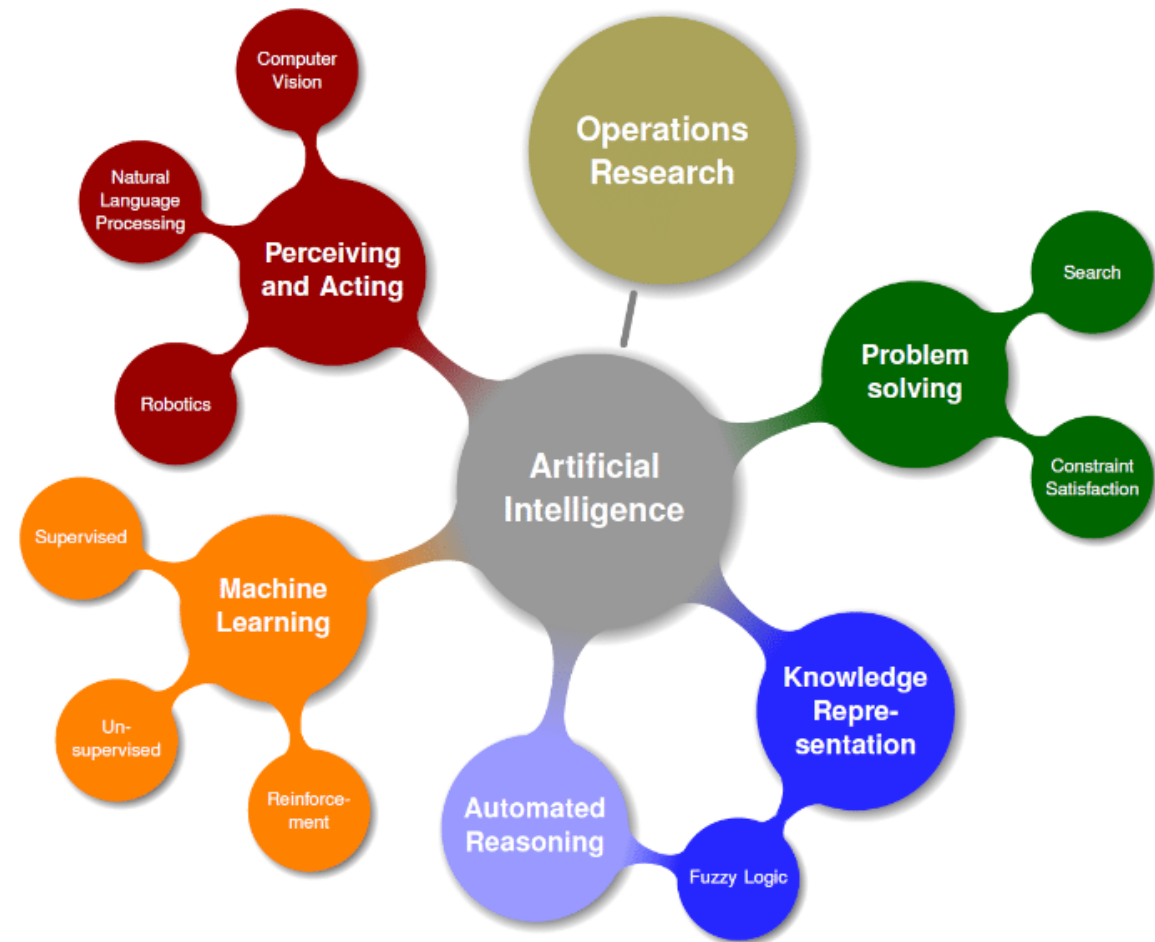 Computer
Vision
Operations
Research
Natural
Language
Processing
Perceiving
and Acting
Search
Problem
solving
Robotics
Artificial
Intelligence
Constraint
Satisfaction
Supervised
Machine
Learning
Knowledge
Repre-
sentation
Un-
supervised
Reinforce-
ment
Automated
Reasoning
Fuzzy Logic